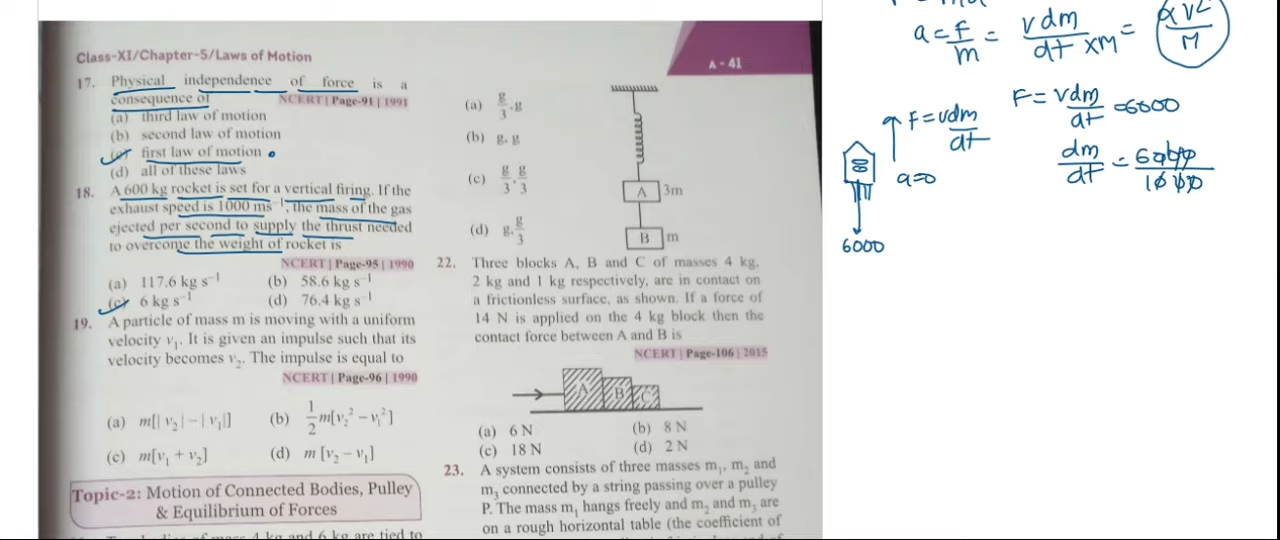 Class-XI/Chapter-5/Laws of Motion
A - 41
17. Physical independence of force is a
consequence of NCERT | Page-91 | 1991
(a) third law of motion
(b) second law of motion
(c) first law of motion
(d) all of these laws
18. A 600 kg rocket is set for a vertical firing. If the
exhaust speed is 1000 ms⁻¹, the mass of the gas
ejected per second to supply the thrust needed
to overcome the weight of rocket is
NCERT | Page-95 | 1990
(a) 117.6 kg s⁻¹ (b) 58.6 kg s⁻¹
(c) 6 kg s⁻¹ (d) 76.4 kg s⁻¹
19. A particle of mass m is moving with a uniform
velocity v₁. It is given an impulse such that its
velocity becomes v₂. The impulse is equal to
NCERT | Page-96 | 1990
(a) m[|v₂| − |v₁|] (b) 1/2 m[v₂² − v₁²]
(c) m[v₁ + v₂] (d) m [v₂ − v₁]
Topic-2: Motion of Connected Bodies, Pulley
& Equilibrium of Forces
4 kg and 6 kg are tied to
(a) g/3, g
(b) g, g
(c) g/3, g/3
(d) g, g/3
A 3m
B m
22. Three blocks A, B and C of masses 4 kg,
2 kg and 1 kg respectively, are in contact on
a frictionless surface, as shown. If a force of
14 N is applied on the 4 kg block then the
contact force between A and B is
NCERT | Page-106 | 2015
A B C
(a) 6 N (b) 8 N
(c) 18 N (d) 2 N
23. A system consists of three masses m₁, m₂ and
m₃ connected by a string passing over a pulley
P. The mass m₁ hangs freely and m₂ and m₃ are
on a rough horizontal table (the coefficient of
a = F/m = vdm/dt × M = αv²/M
F = vdm/dt
a=0
6000
F = vdm/dt = 6000
dm/dt = 6000/1000